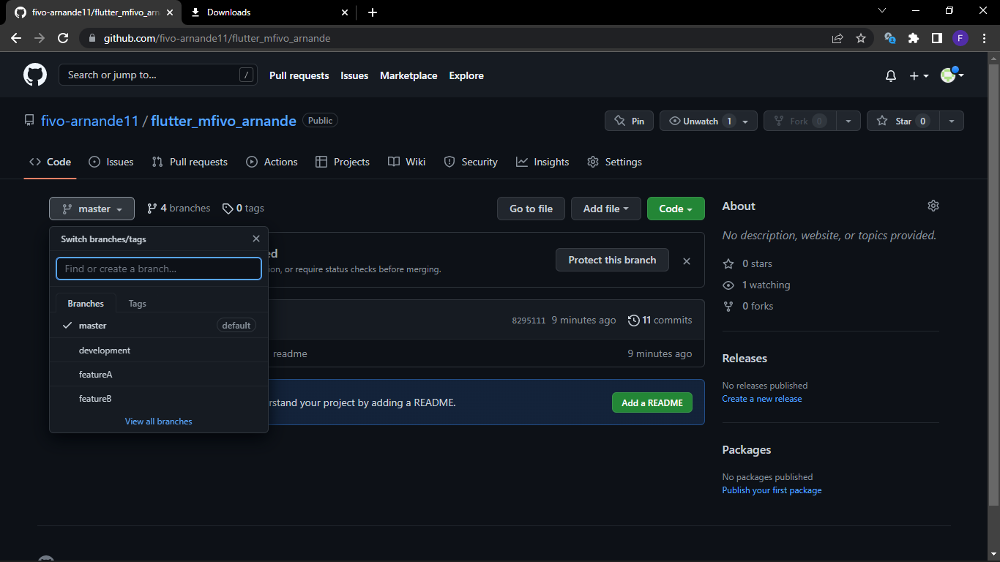 fivo-arnande11/flutter_mfivo_arn
Downloads
github.com/fivo-arnande11/flutter_mfivo_arnande
F
Search or jump to... /
Pull requests Issues Marketplace Explore
fivo-arnande11 / flutter_mfivo_arnande Public
Pin Unwatch 1 Fork 0 Star 0
Code Issues Pull requests Actions Projects Wiki Security Insights Settings
master 4 branches 0 tags
Go to file Add file Code
Switch branches/tags
Find or create a branch...
Branches Tags
master default
development
featureA
featureB
View all branches
ed
ion, or require status checks before merging.
Protect this branch
8295111 9 minutes ago 11 commits
readme 9 minutes ago
rstand your project by adding a README.
Add a README
About
No description, website, or topics provided.
0 stars
1 watching
0 forks
Releases
No releases published
Create a new release
Packages
No packages published
Publish your first package